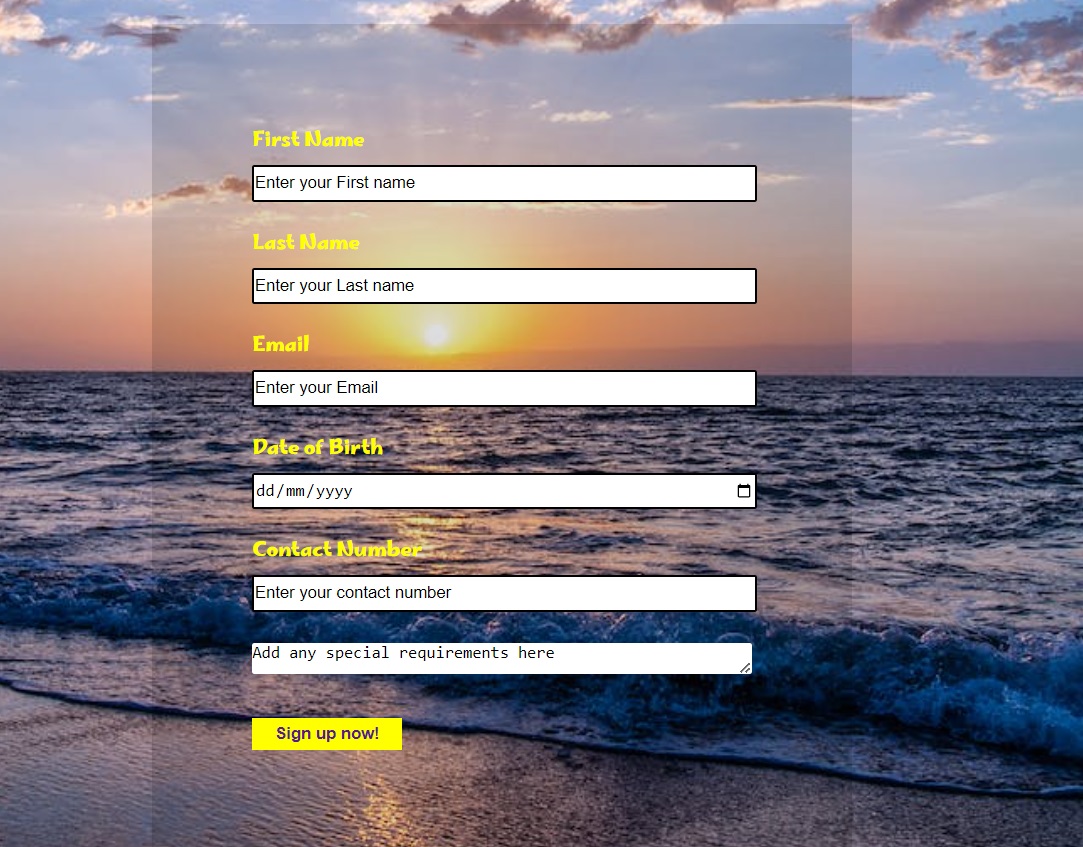 First Name
Enter your First name
Last Name
Enter your Last name
Email
Enter your Email
Date of Birth
dd/mm/yyyy
Contact Number
Enter your contact number
Add any special requirements here
Sign up now!